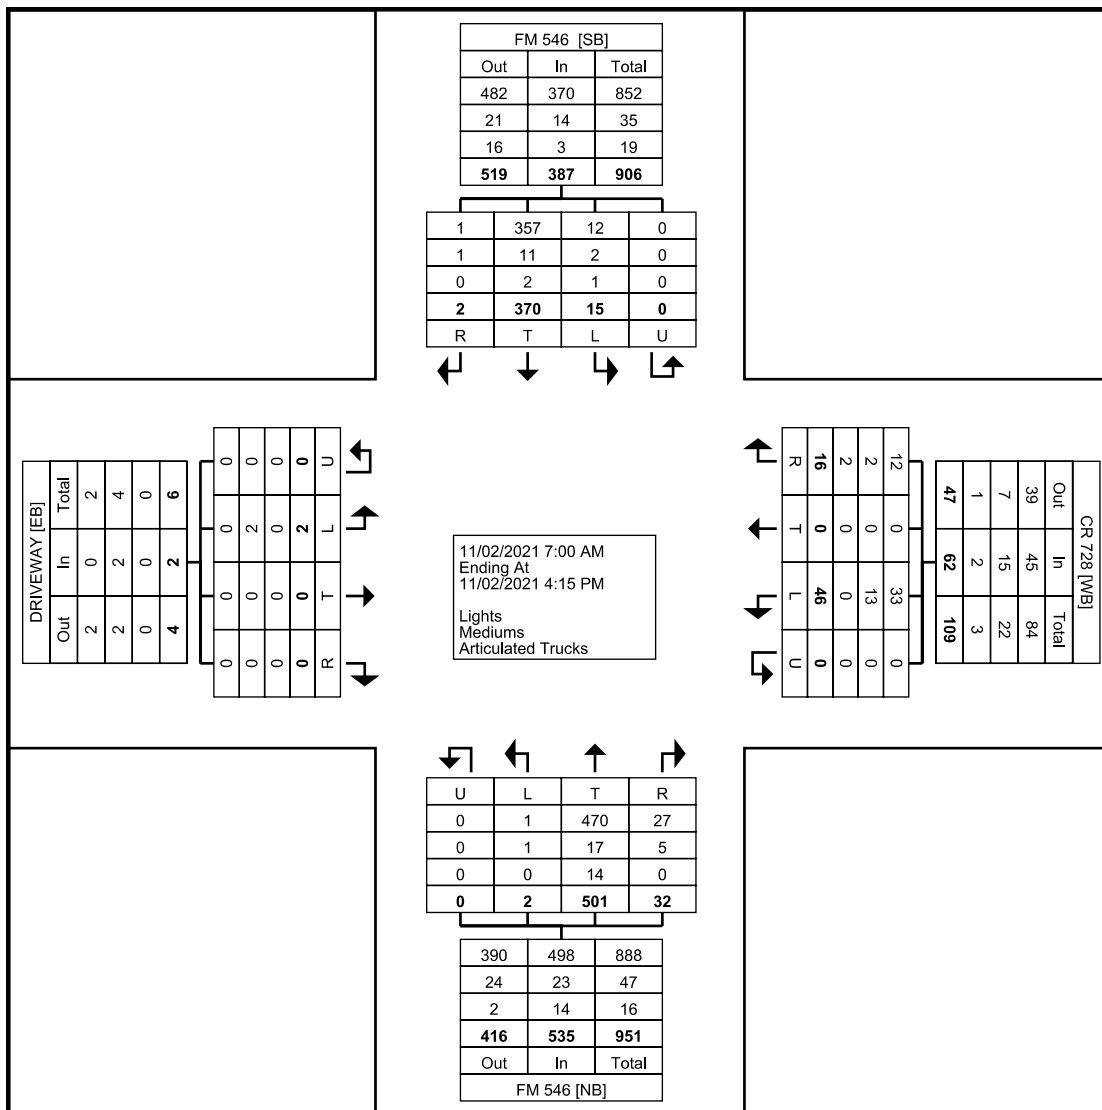 FM 546 [SB]
Out In Total
482 370 852
21 14 35
16 3 19
519 387 906
1 357 12 0
1 11 2 0
0 2 1 0
2 370 15 0
R T L U
DRIVEWAY [EB]
Out In Total
2 0 2
2 2 4
0 0 0
4 2 6
0 0 0 0
0 2 0 0
0 0 0 0
0 2 0 0
U L T R
11/02/2021 7:00 AM
Ending At
11/02/2021 4:15 PM
Lights
Mediums
Articulated Trucks
CR 728 [WB]
Out In Total
39 45 84
7 15 22
1 2 3
47 62 109
12 0 33 0
2 0 13 0
2 0 0 0
16 0 46 0
R T L U
U L T R
0 1 470 27
0 1 17 5
0 0 14 0
0 2 501 32
390 498 888
24 23 47
2 14 16
416 535 951
Out In Total
FM 546 [NB]